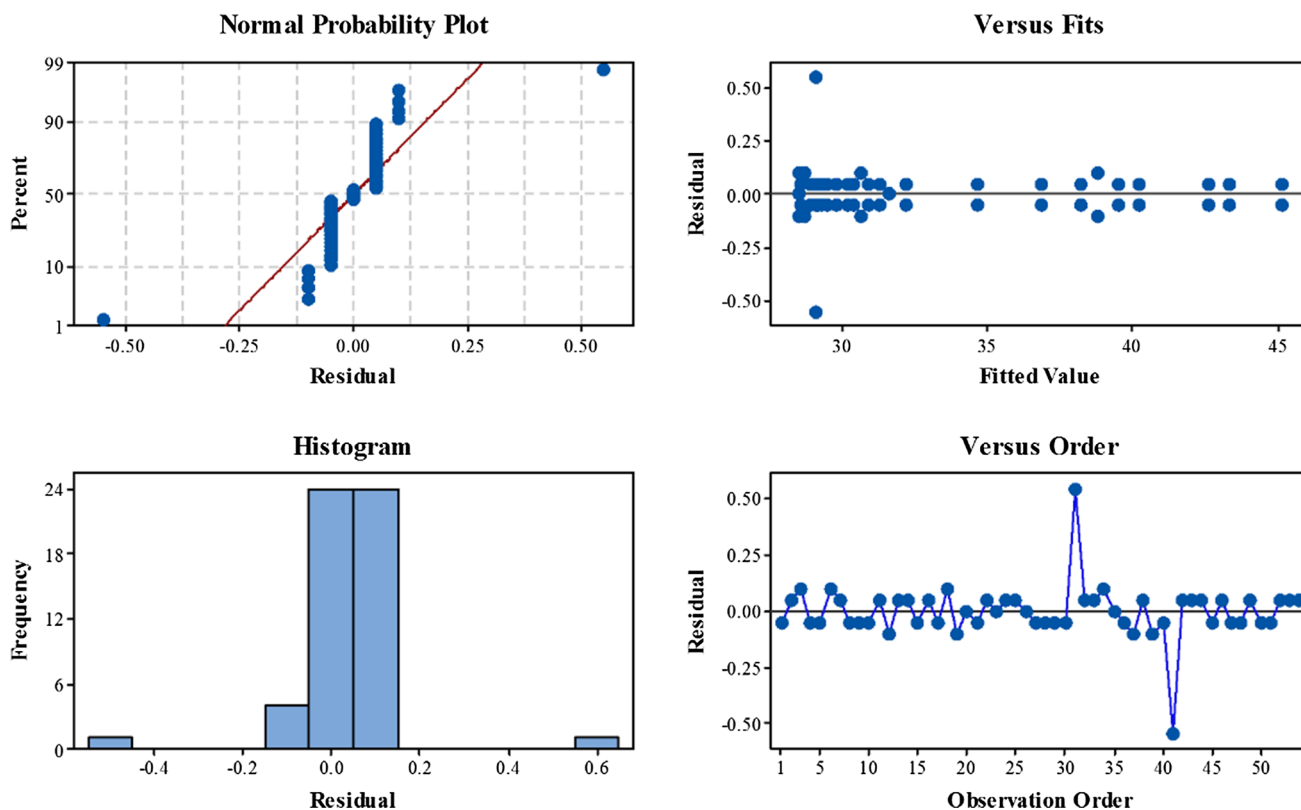 Normal Probability Plot
Percent
99
90
50
10
1
-0.50 -0.25 0.00 0.25 0.50
Residual
Versus Fits
Residual
0.50
0.25
0.00
-0.25
-0.50
30 35 40 45
Fitted Value
Histogram
Frequency
24
18
12
6
0
-0.4 -0.2 0.0 0.2 0.4 0.6
Residual
Versus Order
Residual
0.50
0.25
0.00
-0.25
-0.50
1 5 10 15 20 25 30 35 40 45 50
Observation Order